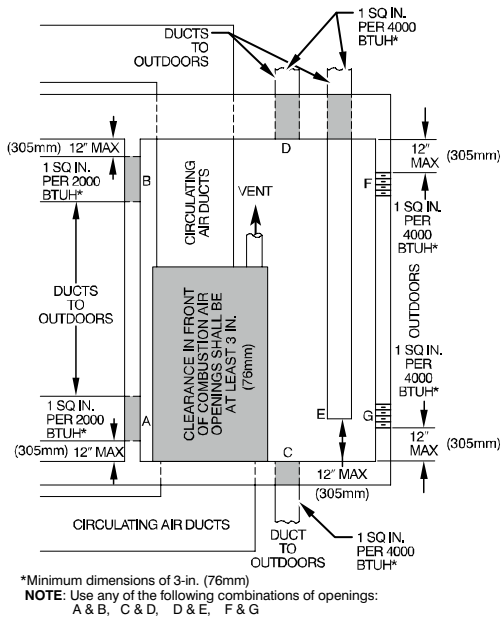 DUCTS
TO
OUTDOORS
1 SQ IN.
PER 4000
BTUH*
12" MAX
(305mm)
1 SQ IN.
PER 2000
BTUH*
B
D
CIRCULATING
AIR DUCTS
VENT
F
12"
MAX
(305mm)
1 SQ IN.
PER
4000
BTUH*
OUTDOORS
DUCTS
TO
OUTDOORS
CLEARANCE IN FRONT
OF COMBUSTION AIR
OPENINGS SHALL BE
AT LEAST 3 IN.
(76mm)
1 SQ IN.
PER
4000
BTUH*
1 SQ IN.
PER 2000
BTUH*
A
E
G
(305mm) 12" MAX
C
12" MAX
(305mm)
12"
MAX
(305mm)
CIRCULATING AIR DUCTS
DUCT
TO
OUTDOORS
1 SQ IN.
PER 4000
BTUH*
*Minimum dimensions of 3-in. (76mm)
NOTE: Use any of the following combinations of openings:
A & B, C & D, D & E, F & G